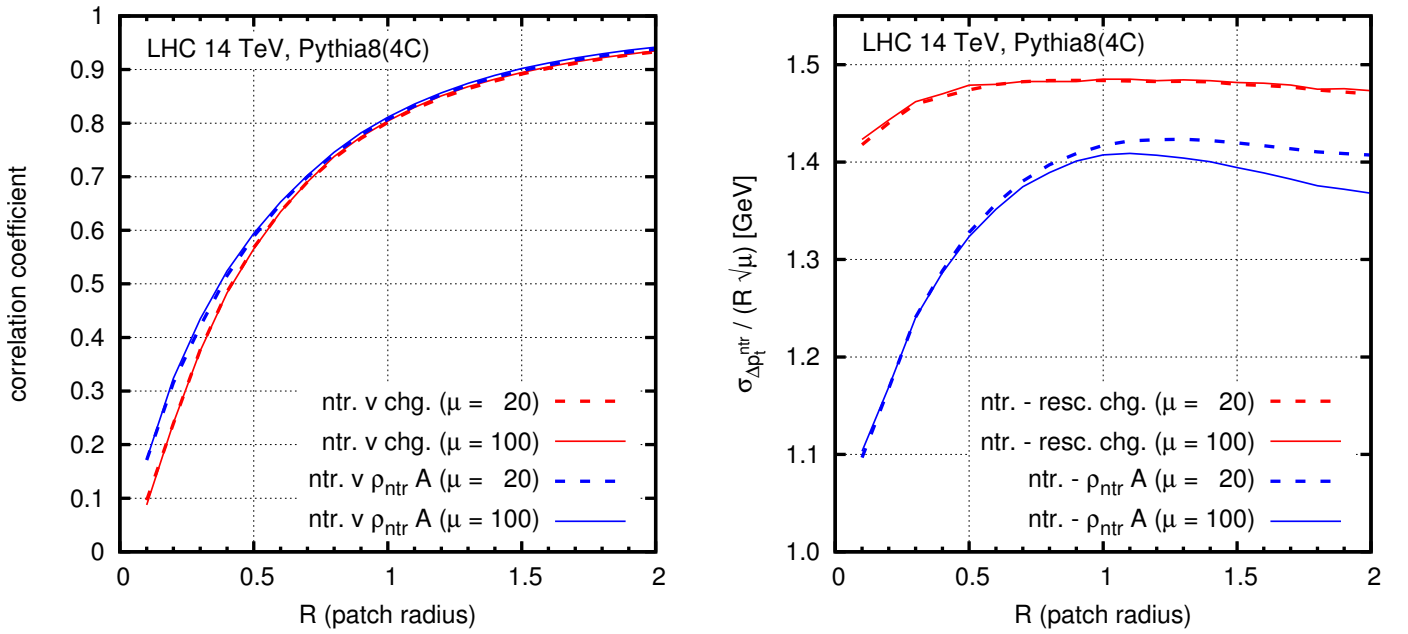 LHC 14 TeV, Pythia8(4C)
correlation coefficient
1
0.9
0.8
0.7
0.6
0.5
0.4
0.3
0.2
0.1
0
ntr. v chg. (μ = 20)
ntr. v chg. (μ = 100)
ntr. v ρntr A (μ = 20)
ntr. v ρntr A (μ = 100)
0 0.5 1 1.5 2
R (patch radius)
LHC 14 TeV, Pythia8(4C)
σΔptntr / (R √μ) [GeV]
1.5
1.4
1.3
1.2
1.1
1.0
ntr. - resc. chg. (μ = 20)
ntr. - resc. chg. (μ = 100)
ntr. - ρntr A (μ = 20)
ntr. - ρntr A (μ = 100)
0 0.5 1 1.5 2
R (patch radius)